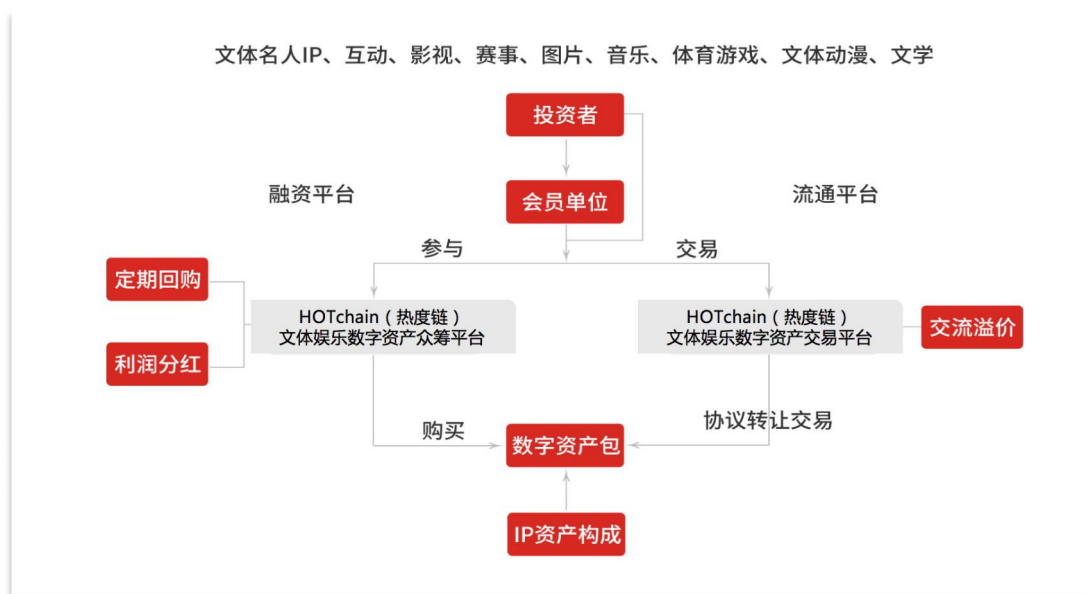 文体名人IP、互动、影视、赛事、图片、音乐、体育游戏、文体动漫、文学
投资者
融资平台
会员单位
流通平台
参与
交易
定期回购
HOTchain（热度链）
文体娱乐数字资产众筹平台
HOTchain（热度链）
文体娱乐数字资产交易平台
交流溢价
利润分红
购买
协议转让交易
数字资产包
IP资产构成